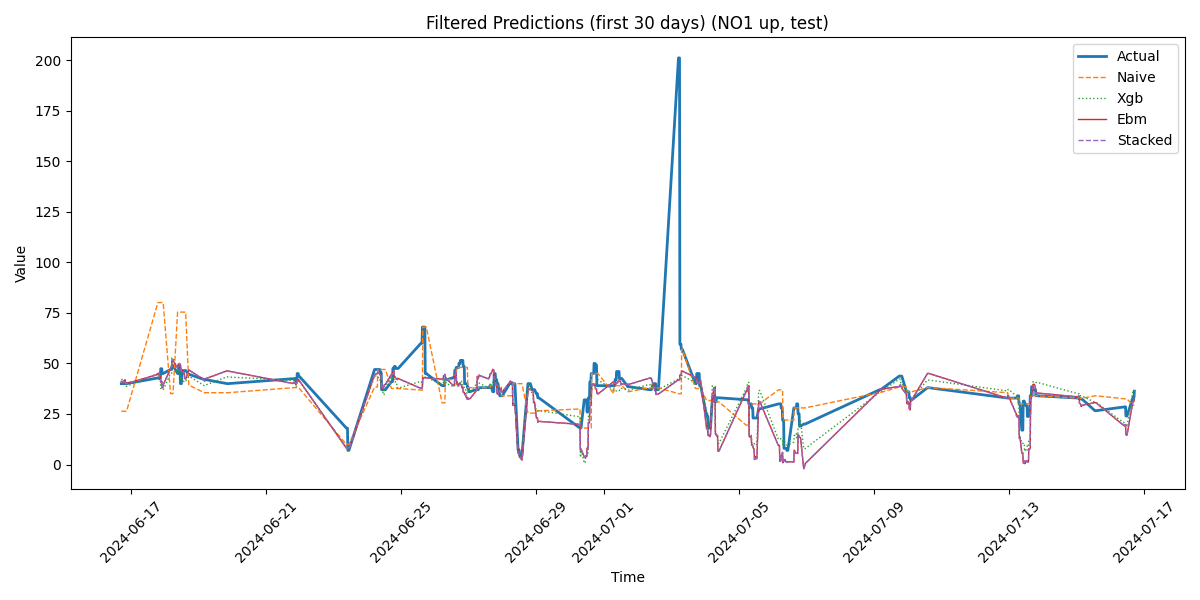 Filtered Predictions (first 30 days) (NO1 up, test)
Actual
Naive
Xgb
Ebm
Stacked
200
175
150
125
100
75
50
25
0
Value
2024-06-17
2024-06-21
2024-06-25
2024-06-29
2024-07-01
2024-07-05
2024-07-09
2024-07-13
2024-07-17
Time